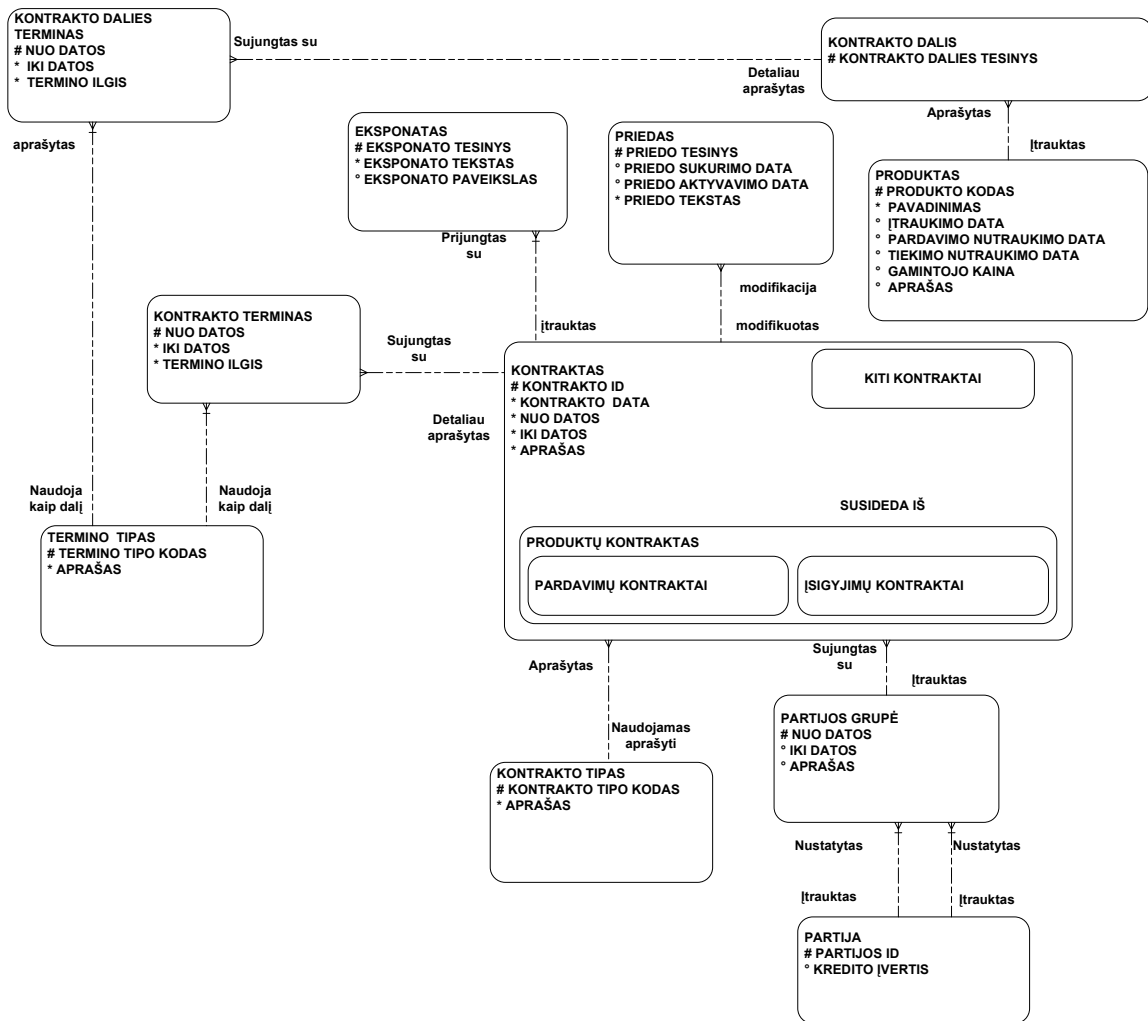 KONTRAKTO DALIES
TERMINAS
# NUO DATOS
* IKI DATOS
* TERMINO ILGIS
Sujungtas su
Detaliau
aprašytas
KONTRAKTO DALIS
# KONTRAKTO DALIES TESINYS
Aprašytas
Įtrauktas
aprašytas
EKSPONATAS
# EKSPONATO TESINYS
* EKSPONATO TEKSTAS
° EKSPONATO PAVEIKSLAS
PRIEDAS
# PRIEDO TESINYS
° PRIEDO SUKURIMO DATA
° PRIEDO AKTYVAVIMO DATA
* PRIEDO TEKSTAS
PRODUKTAS
# PRODUKTO KODAS
* PAVADINIMAS
° ĮTRAUKIMO DATA
° PARDAVIMO NUTRAUKIMO DATA
° TIEKIMO NUTRAUKIMO DATA
° GAMINTOJO KAINA
° APRAŠAS
Prijungtas
su
įtrauktas
modifikacija
modifikuotas
KONTRAKTO TERMINAS
# NUO DATOS
* IKI DATOS
* TERMINO ILGIS
Sujungtas
su
Detaliau
aprašytas
KONTRAKTAS
# KONTRAKTO ID
* KONTRAKTO DATA
* NUO DATOS
* IKI DATOS
* APRAŠAS
KITI KONTRAKTAI
SUSIDEDA IŠ
Naudoja
kaip dalį
Naudoja
kaip dalį
TERMINO TIPAS
# TERMINO TIPO KODAS
* APRAŠAS
PRODUKTŲ KONTRAKTAS
PARDAVIMŲ KONTRAKTAI
ĮSIGYJIMŲ KONTRAKTAI
Aprašytas
Naudojamas
aprašyti
Sujungtas
su
Įtrauktas
KONTRAKTO TIPAS
# KONTRAKTO TIPO KODAS
* APRAŠAS
PARTIJOS GRUPĖ
# NUO DATOS
° IKI DATOS
° APRAŠAS
Nustatytas
Nustatytas
Įtrauktas
Įtrauktas
PARTIJA
# PARTIJOS ID
° KREDITO ĮVERTIS